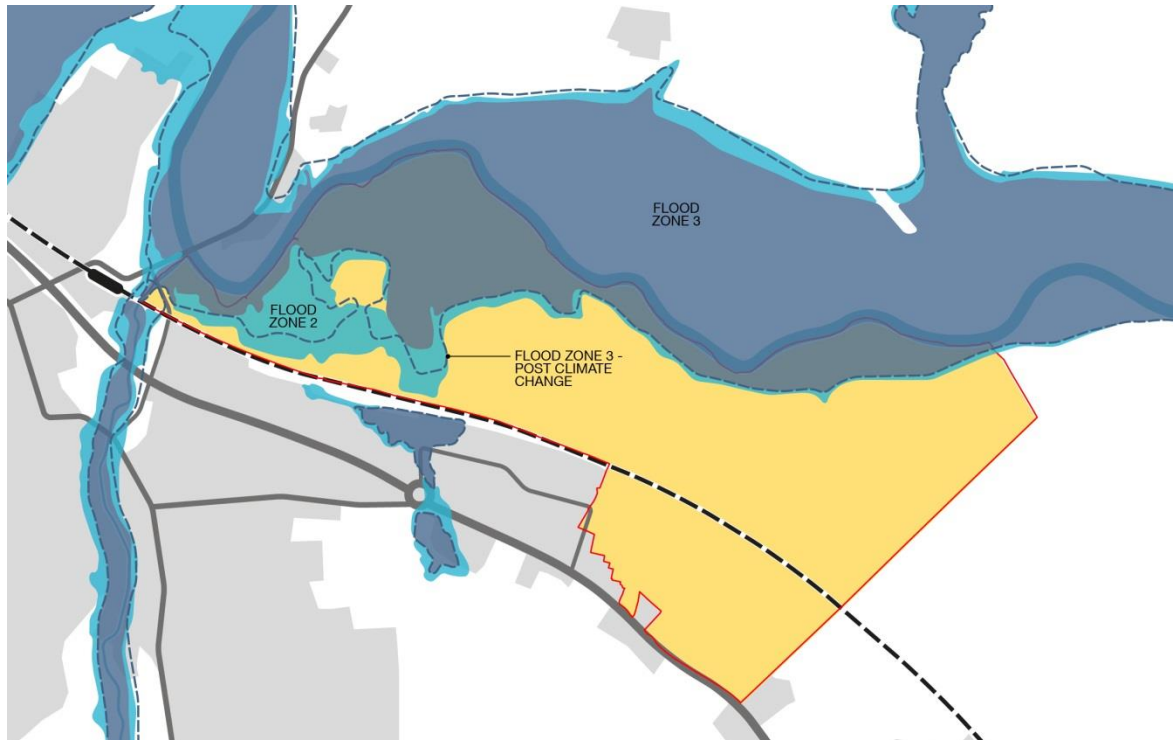 FLOOD
ZONE 3
FLOOD
ZONE 2
FLOOD ZONE 3 -
POST CLIMATE
CHANGE